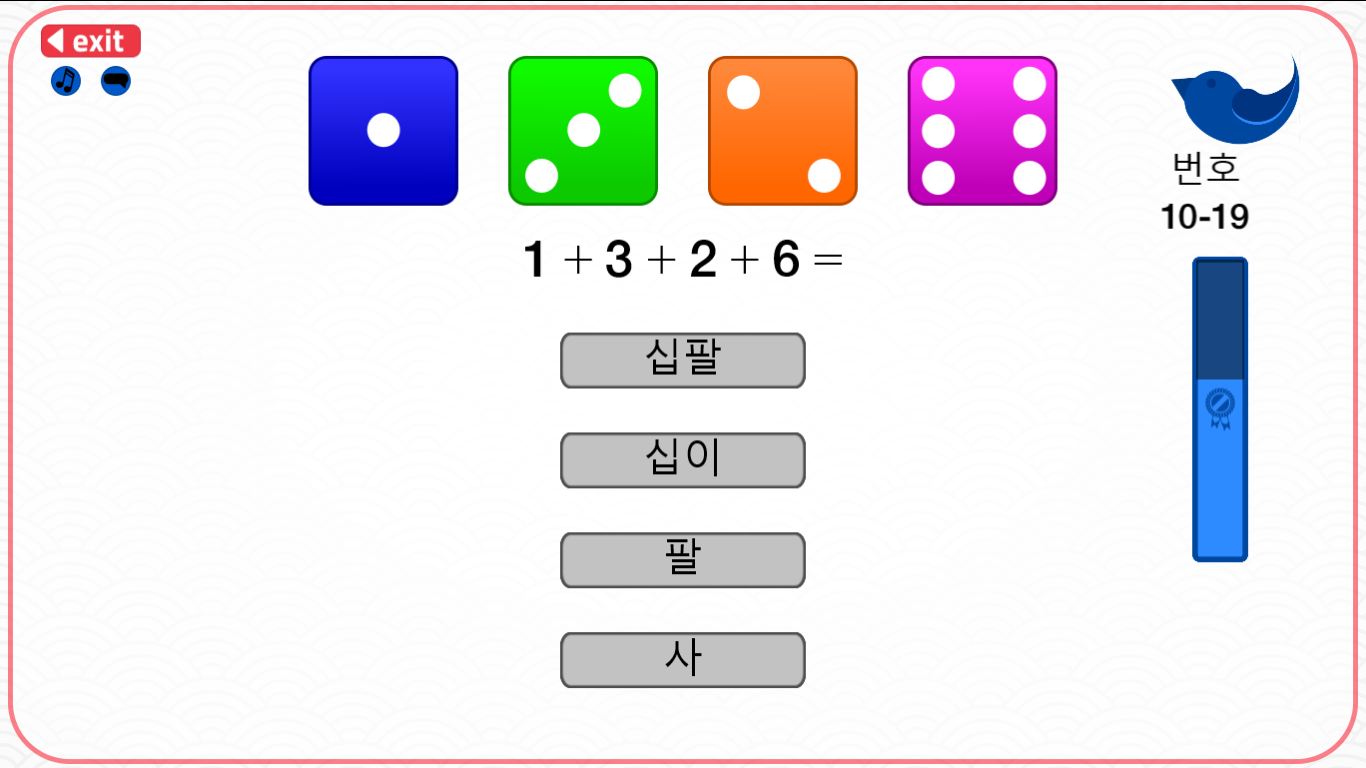 exit
번호
10-19
1 + 3 + 2 + 6 =
십팔
십이
팔
사